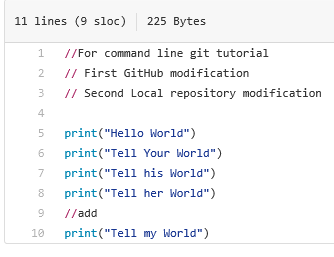 11 lines (9 sloc) 225 Bytes
1 //For command line git tutorial
2 // First GitHub modification
3 // Second Local repository modification
4
5 print("Hello World")
6 print("Tell Your World")
7 print("Tell his World")
8 print("Tell her World")
9 //add
10 print("Tell my World")